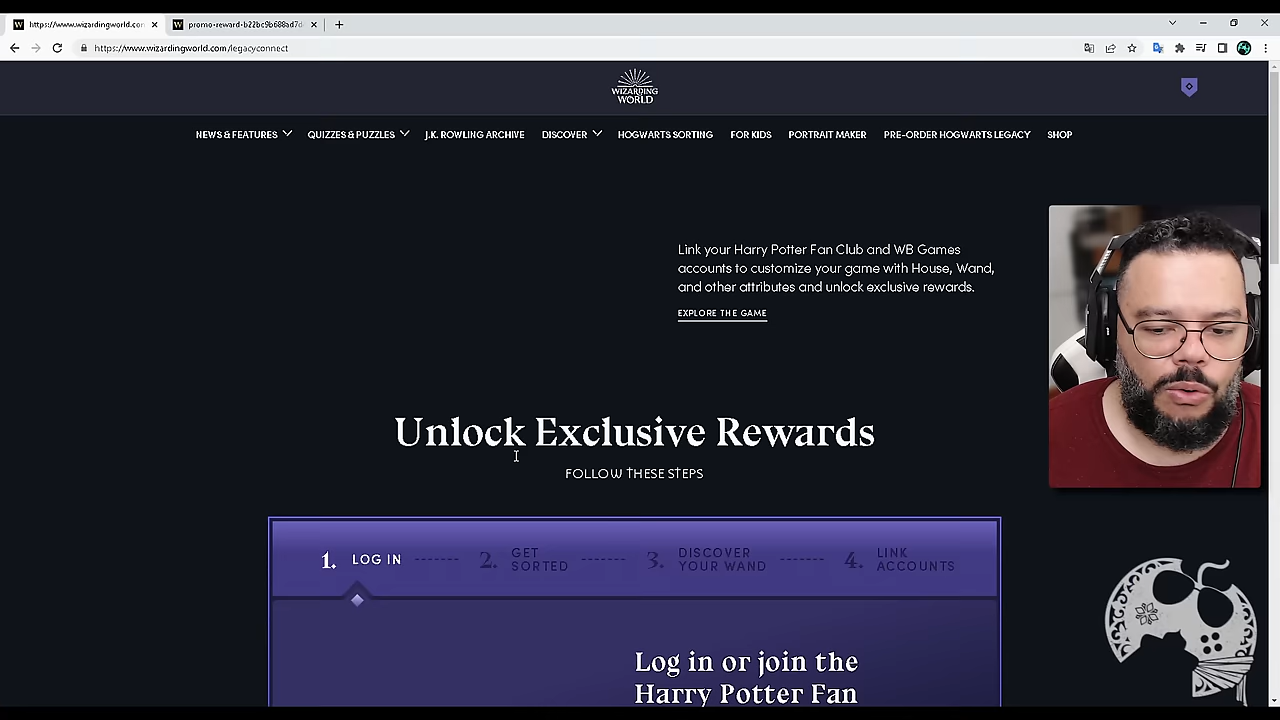 https://www.wizardingworld.con
promo-reward-b22bc9b688ad7d
https://www.wizardingworld.com/legacyconnect
WIZARDING
WORLD
NEWS & FEATURES QUIZZES & PUZZLES J.K. ROWLING ARCHIVE DISCOVER HOGWARTS SORTING FOR KIDS PORTRAIT MAKER PRE-ORDER HOGWARTS LEGACY SHOP
Link your Harry Potter Fan Club and WB Games
accounts to customize your game with House, Wand,
and other attributes and unlock exclusive rewards.
EXPLORE THE GAME
Unlock Exclusive Rewards
FOLLOW THESE STEPS
1. LOG IN
2. GET
SORTED
3. DISCOVER
YOUR WAND
4. LINK
ACCOUNTS
Log in or join the
Harry Potter Fan